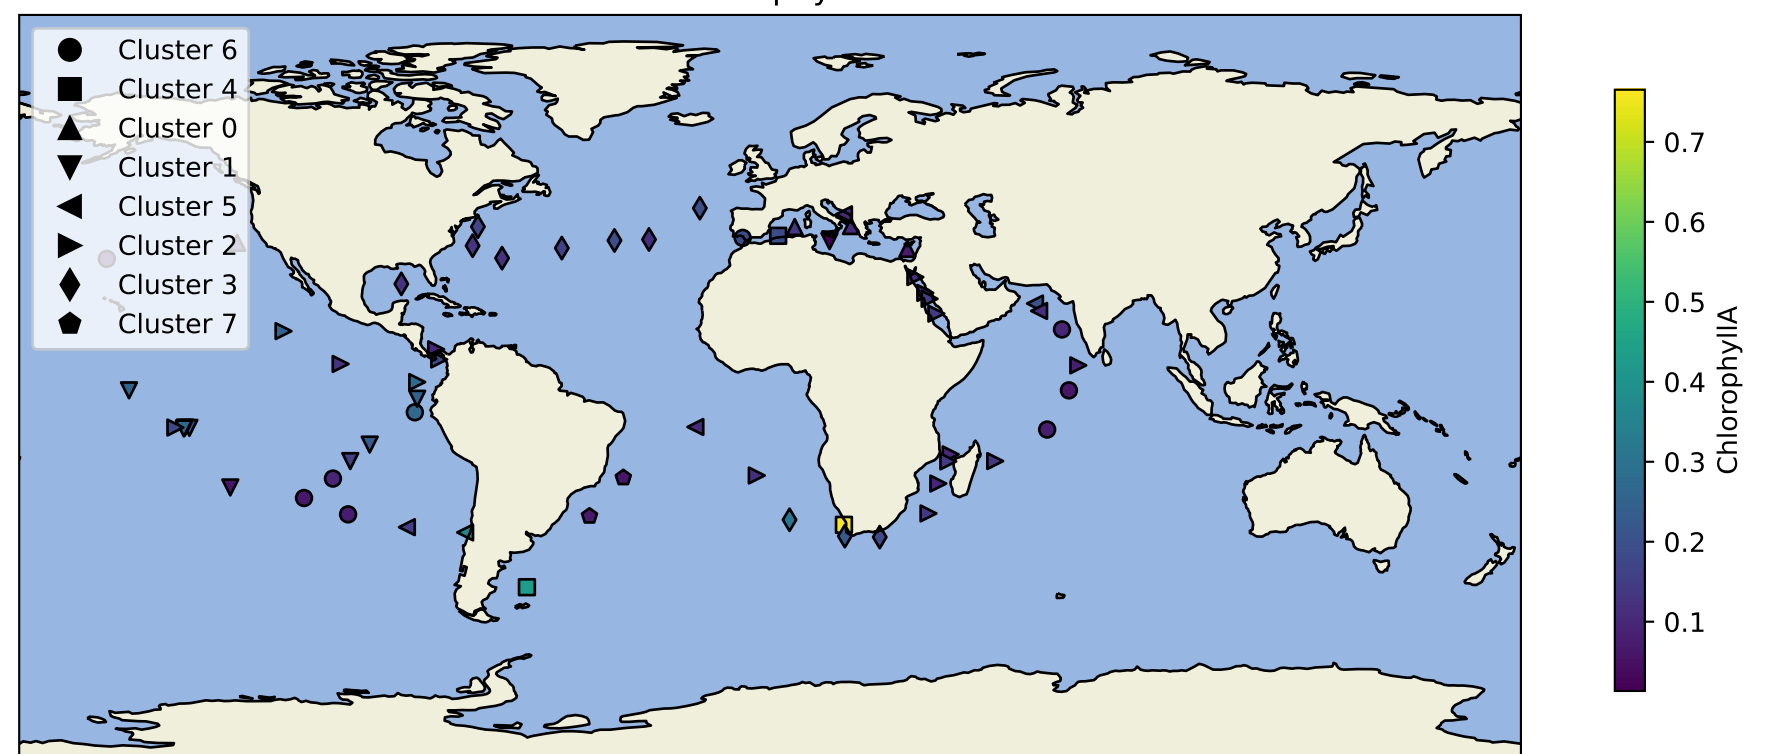 Cluster 6
Cluster 4
Cluster 0
Cluster 1
Cluster 5
Cluster 2
Cluster 3
Cluster 7
0.7
0.6
0.5
0.4
0.3
0.2
0.1
ChlorophyllA